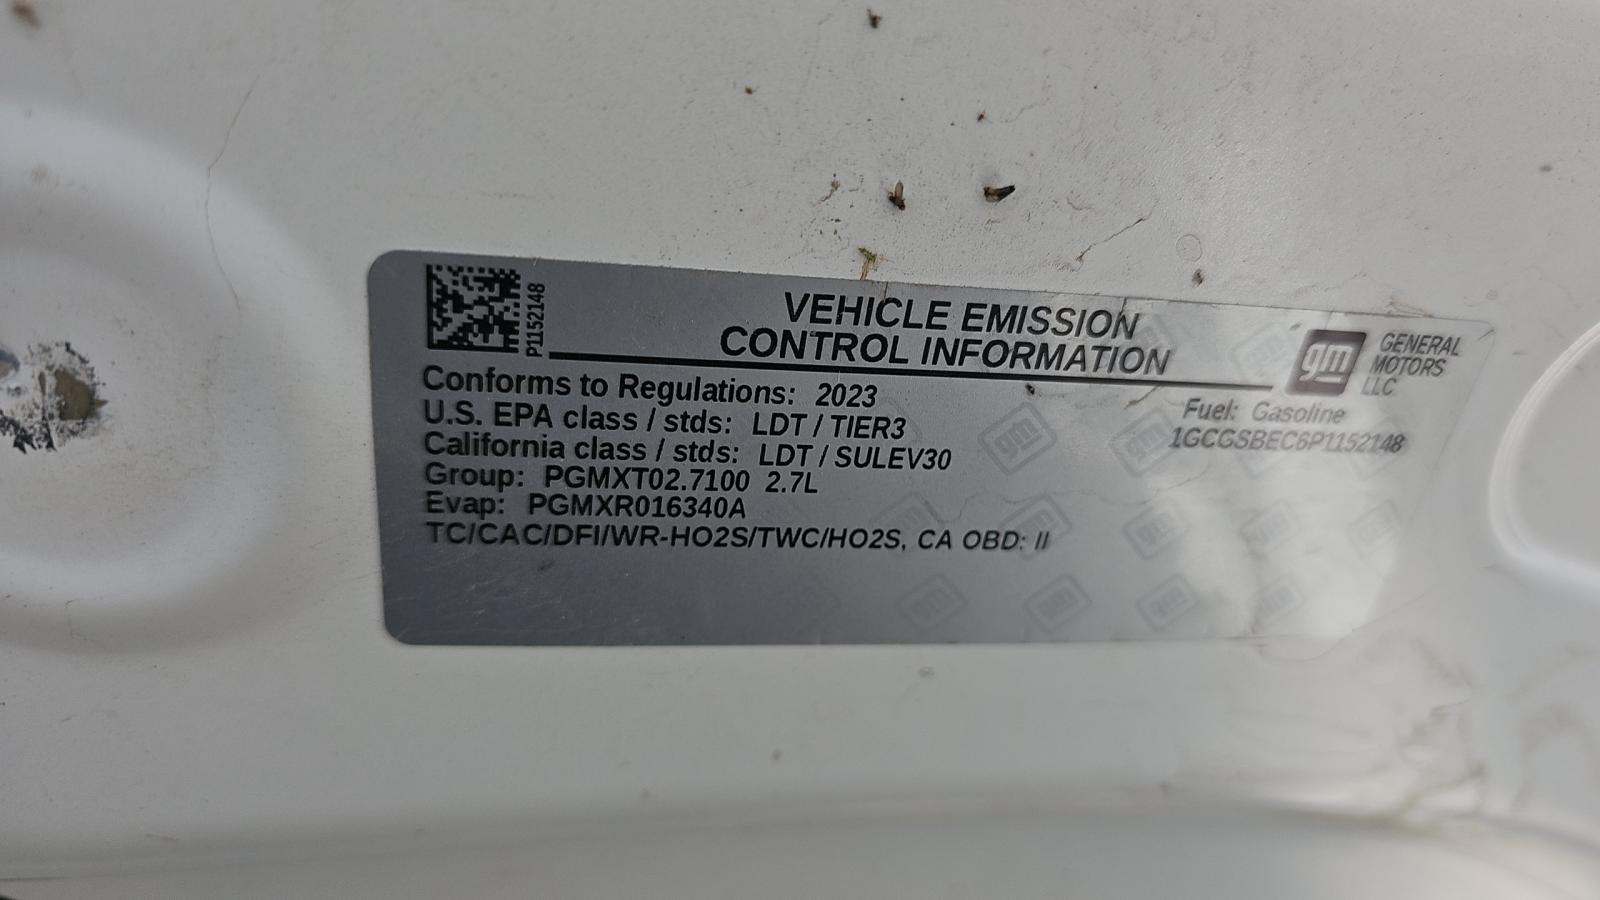 P1152148
VEHICLE EMISSION
CONTROL INFORMATION
gm
GENERAL
MOTORS
LLC
Conforms to Regulations: 2023
U.S. EPA class / stds: LDT / TIER3
California class / stds: LDT / SULEV30
Group: PGMXT02.7100 2.7L
Evap: PGMXR016340A
TC/CAC/DFI/WR-HO2S/TWC/HO2S, CA OBD: II
Fuel: Gasoline
1GCGSBEC6P1152148